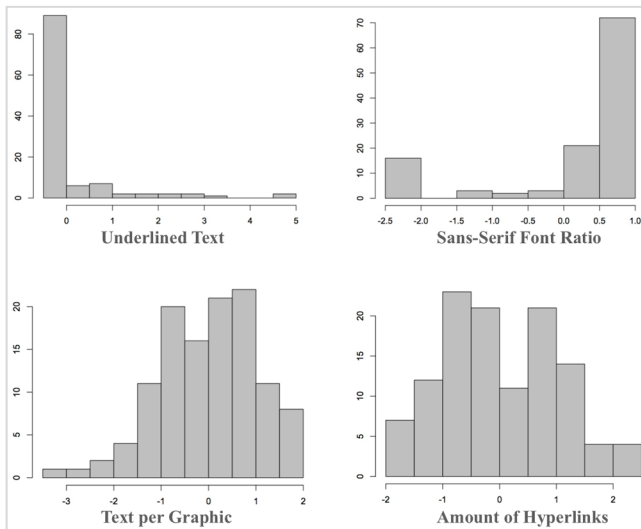 80
60
40
20
0
0 1 2 3 4 5
Underlined Text
70
60
50
40
30
20
10
0
-2.5 -2.0 -1.5 -1.0 -0.5 0.0 0.5 1.0
Sans-Serif Font Ratio
20
15
10
5
0
-3 -2 -1 0 1 2
Text per Graphic
20
15
10
5
0
-2 -1 0 1 2
Amount of Hyperlinks